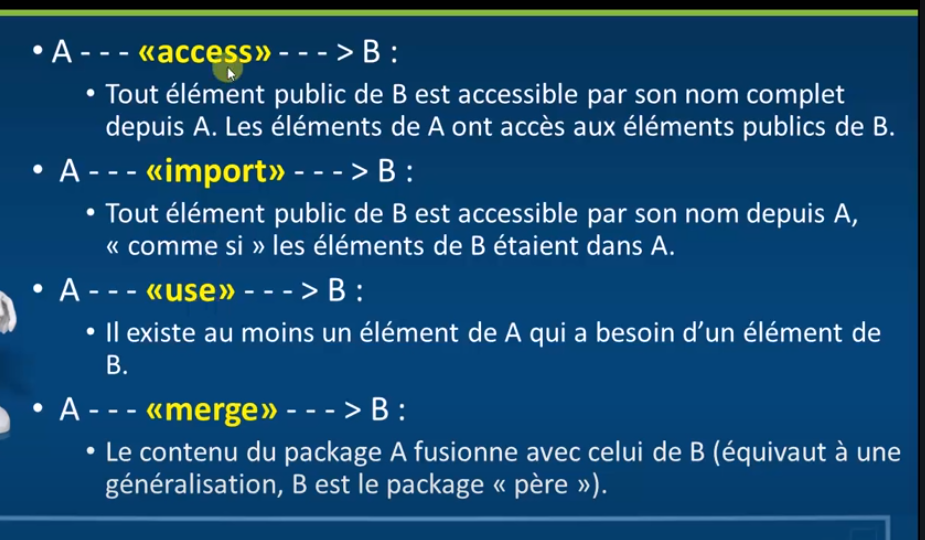 • A - - - «access» - - - > B :
• Tout élément public de B est accessible par son nom complet
depuis A. Les éléments de A ont accès aux éléments publics de B.
• A - - - «import» - - - > B :
• Tout élément public de B est accessible par son nom depuis A,
« comme si » les éléments de B étaient dans A.
• A - - - «use» - - - > B :
• Il existe au moins un élément de A qui a besoin d’un élément de
B.
• A - - - «merge» - - - > B :
• Le contenu du package A fusionne avec celui de B (équivaut à une
généralisation, B est le package « père »).